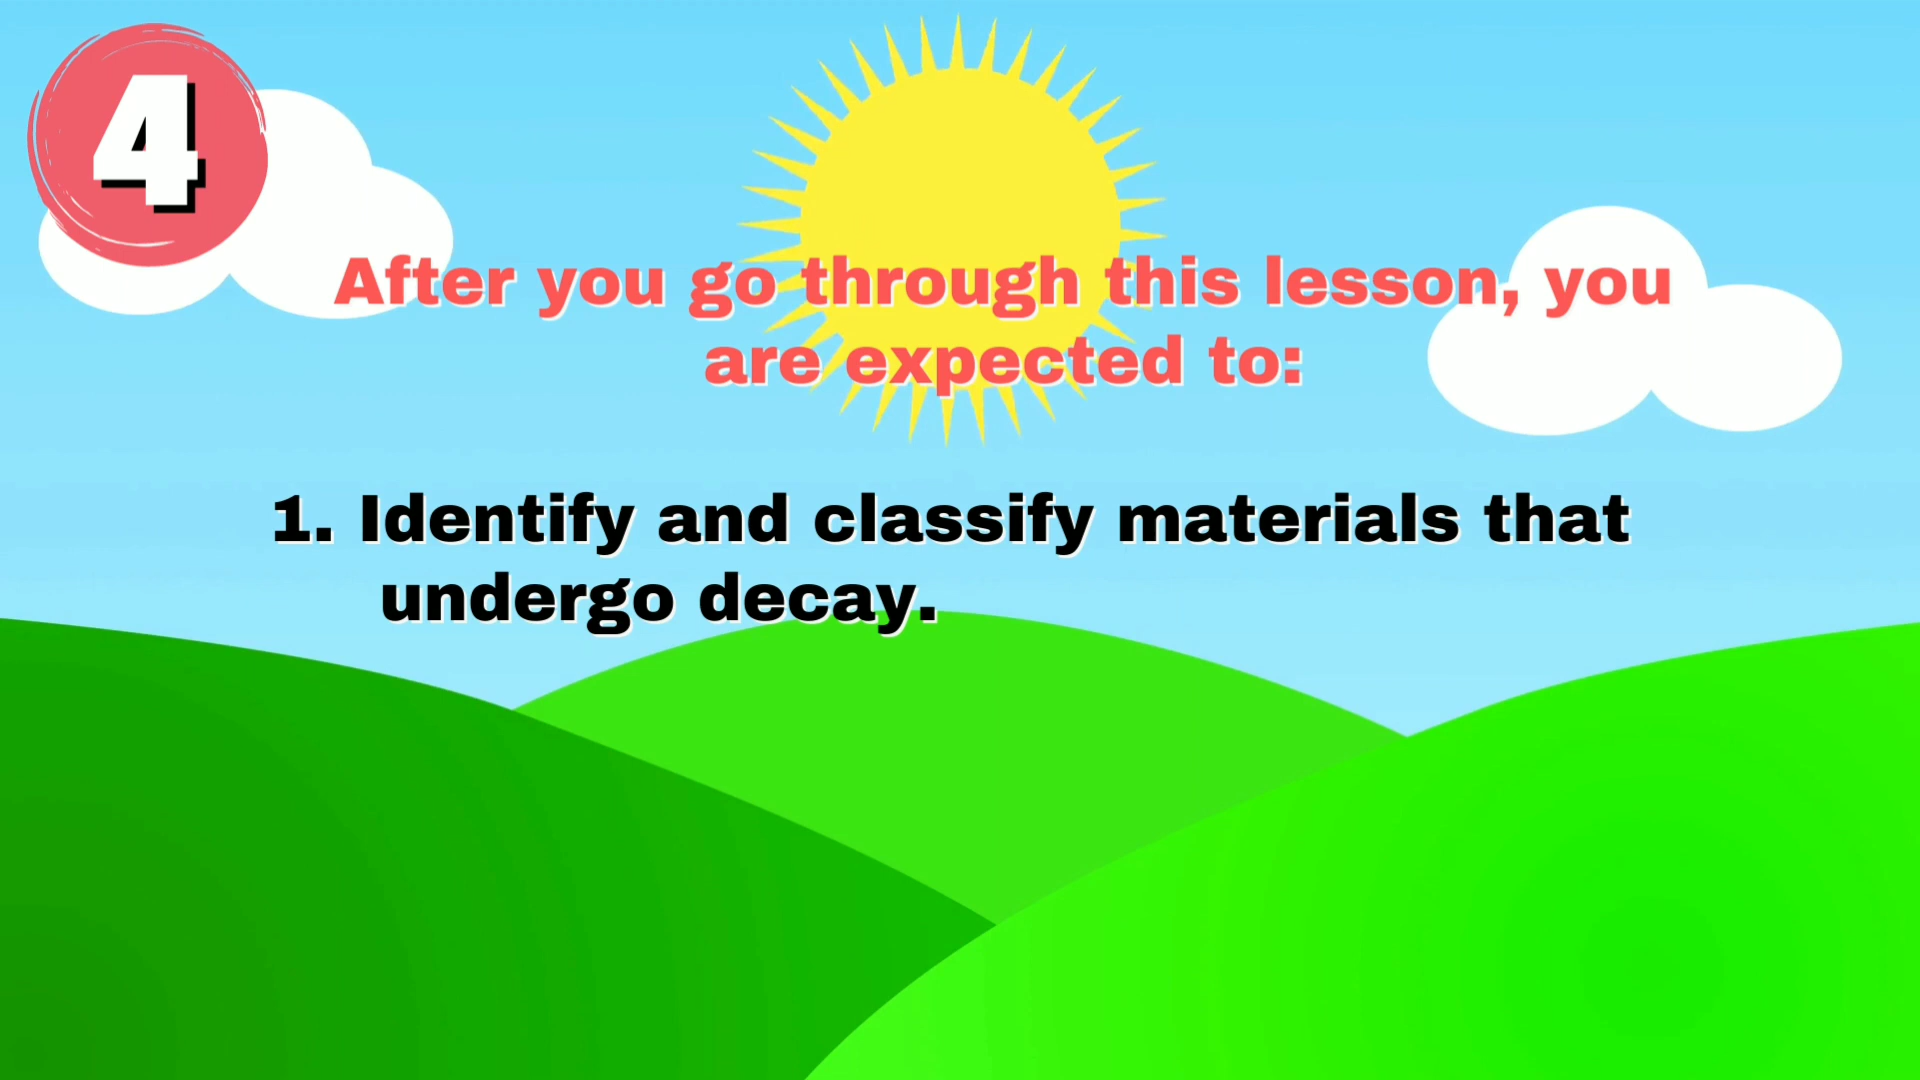 4
After you go through this lesson, you
are expected to:
1. Identify and classify materials that
undergo decay.